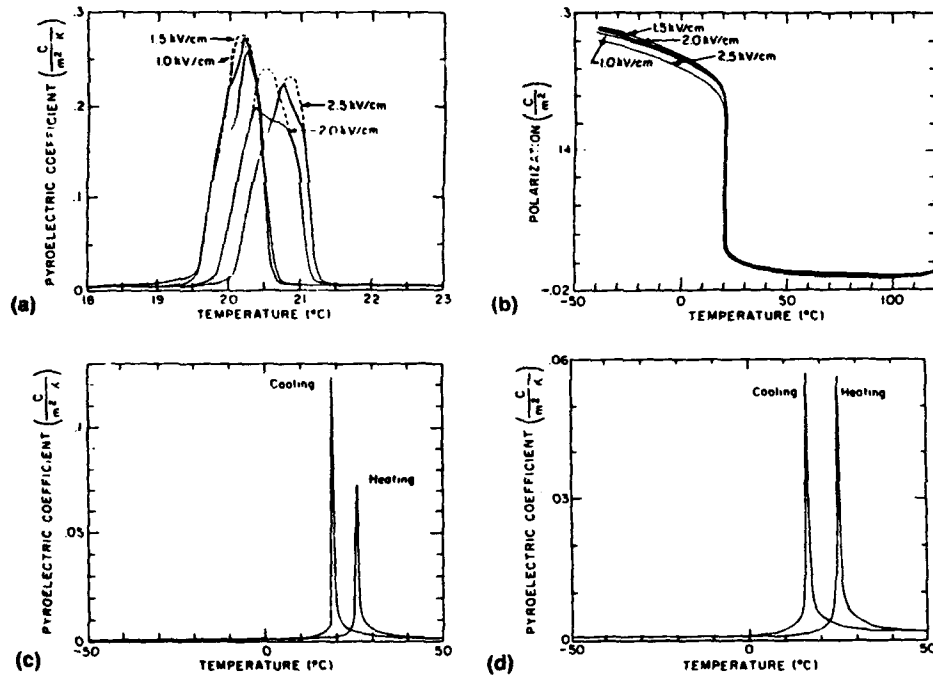 PYROELECTRIC COEFFICIENT (C/m² K)
.3
.2
.1
0
1.5 kV/cm
1.0 kV/cm
2.5 kV/cm
2.0 kV/cm
16 18 19 20 21 22 23
TEMPERATURE (°C)
(a)
POLARIZATION (C/m²)
.3
.14
-.02
1.5 kV/cm
2.0 kV/cm
1.0 kV/cm
2.5 kV/cm
-50 0 50 100
TEMPERATURE (°C)
(b)
PYROELECTRIC COEFFICIENT (C/m² K)
.1
.05
0
Cooling
Heating
-50 0 50
TEMPERATURE (°C)
(c)
PYROELECTRIC COEFFICIENT (C/m² K)
.06
.03
0
Cooling
Heating
-50 0 50
TEMPERATURE (°C)
(d)